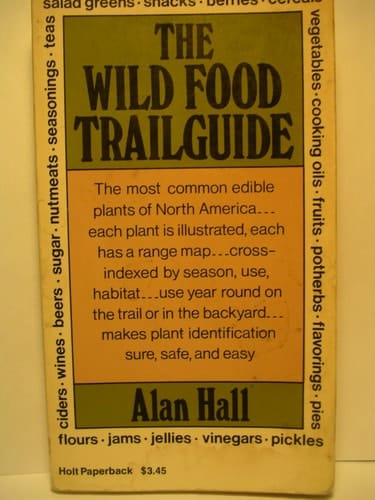 salad greens · snacks · berries · cereals
THE
WILD FOOD
TRAILGUIDE
The most common edible
plants of North America...
each plant is illustrated, each
has a range map...cross-
indexed by season, use,
habitat...use year round on
the trail or in the backyard...
makes plant identification
sure, safe, and easy
Alan Hall
ciders · wines · beers · sugar · nutmeats · seasonings · teas
vegetables · cooking oils · fruits · potherbs · flavorings · pies
flours · jams · jellies · vinegars · pickles
Holt Paperback $3.45